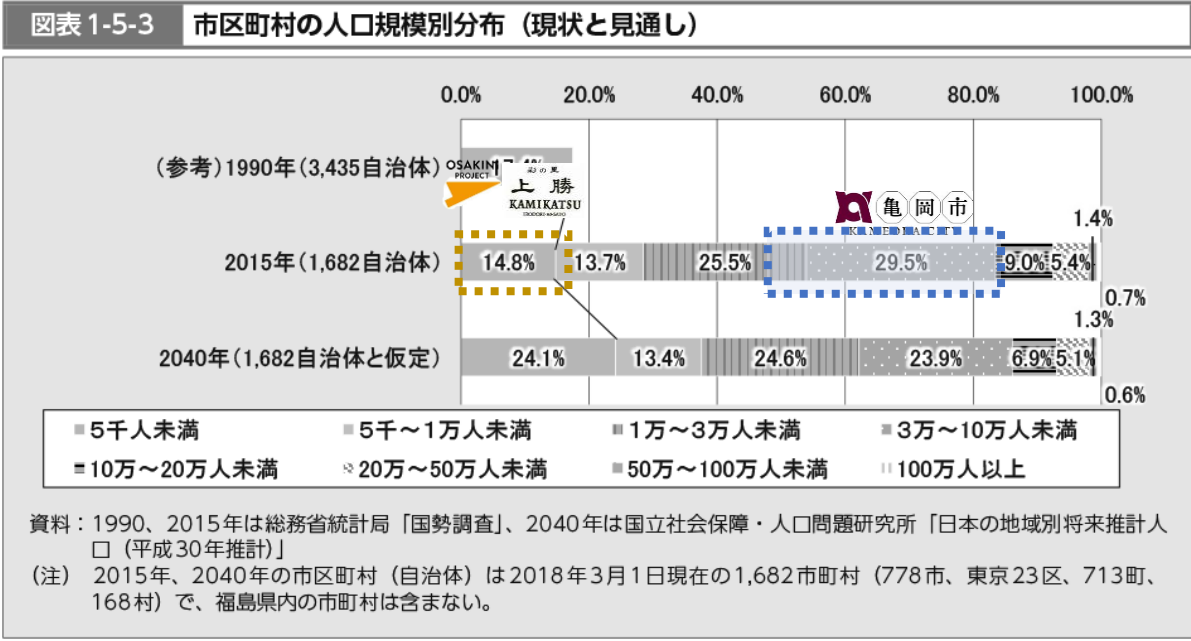 図表1-5-3 市区町村の人口規模別分布（現状と見通し）
0.0% 20.0% 40.0% 60.0% 80.0% 100.0%
（参考）1990年（3,435自治体）
OSAKINI
PROJECT
彩の里
上勝
KAMIKATSU
亀岡市
KAMEOKA CITY
1.4%
2015年（1,682自治体） 14.8% 13.7% 25.5% 29.5% 9.0% 5.4%
0.7%
1.3%
2040年（1,682自治体と仮定） 24.1% 13.4% 24.6% 23.9% 6.9% 5.1%
0.6%
5千人未満 5千～1万人未満 1万～3万人未満 3万～10万人未満
10万～20万人未満 20万～50万人未満 50万～100万人未満 100万人以上
資料：1990、2015年は総務省統計局「国勢調査」、2040年は国立社会保障・人口問題研究所「日本の地域別将来推計人
口（平成30年推計）」
（注） 2015年、2040年の市区町村（自治体）は2018年3月1日現在の1,682市町村（778市、東京23区、713町、
168村）で、福島県内の市町村は含まない。